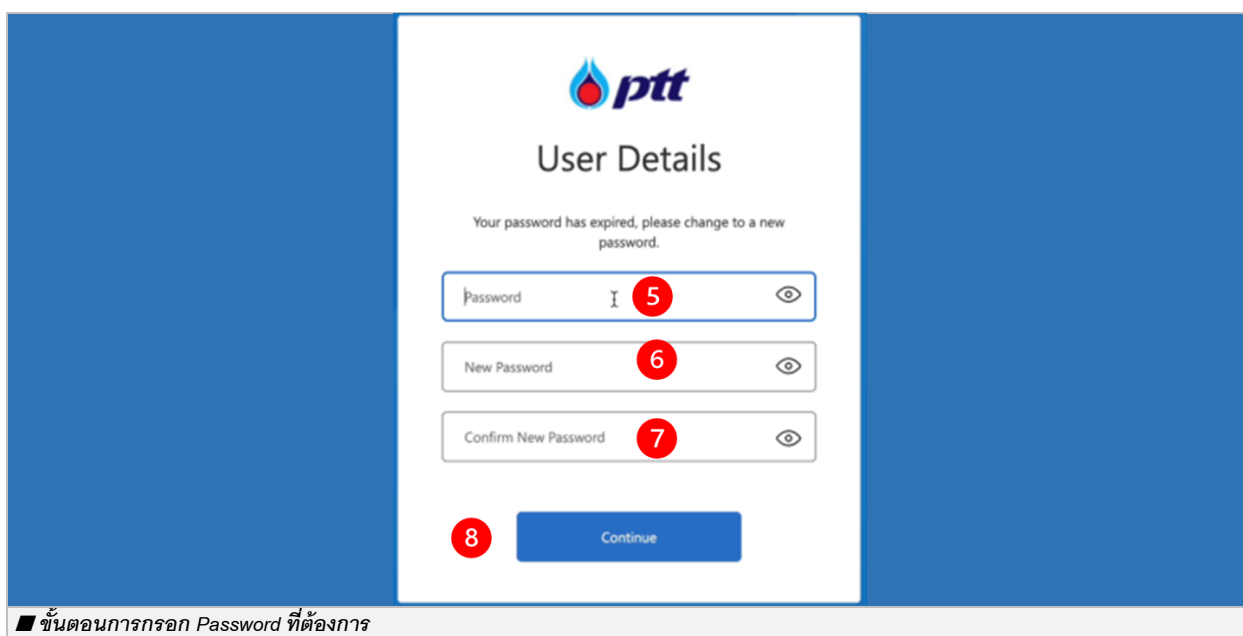 ptt
User Details
Your password has expired, please change to a new
password.
Password 5
New Password 6
Confirm New Password 7
8 Continue
■ ขั้นตอนการกรอก Password ที่ต้องการ